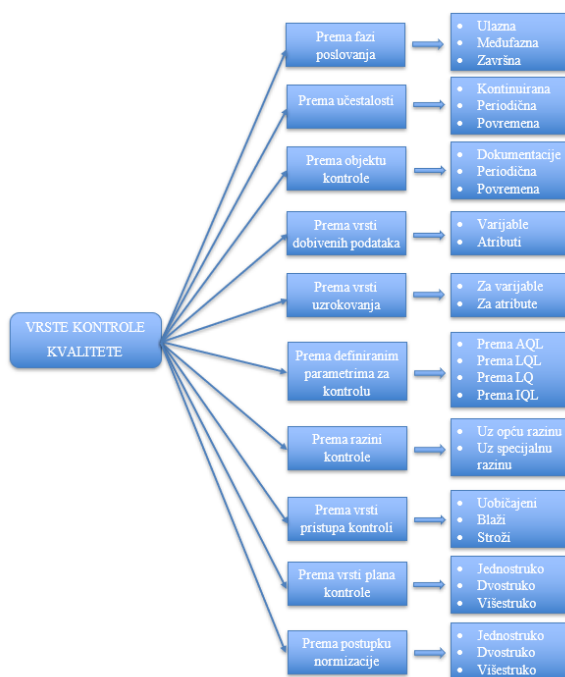 VRSTE KONTROLE
KVALITETE
Prema fazi
poslovanja
• Ulazna
• Međufazna
• Završna
Prema učestalosti
• Kontinuirana
• Periodična
• Povremena
Prema objektu
kontrole
• Dokumentacije
• Periodična
• Povremena
Prema vrsti
dobivenih podataka
• Varijable
• Atributi
Prema vrsti
uzrokovanja
• Za varijable
• Za atribute
Prema definiranim
parametrima za
kontrolu
• Prema AQL
• Prema LQL
• Prema LQ
• Prema IQL
Prema razini
kontrole
• Uz opću razinu
• Uz specijalnu
razinu
Prema vrsti
pristupa kontroli
• Uobičajeni
• Blaži
• Stroži
Prema vrsti plana
kontrole
• Jednostruko
• Dvostruko
• Višestruko
Prema postupku
normizacije
• Jednostruko
• Dvostruko
• Višestruko